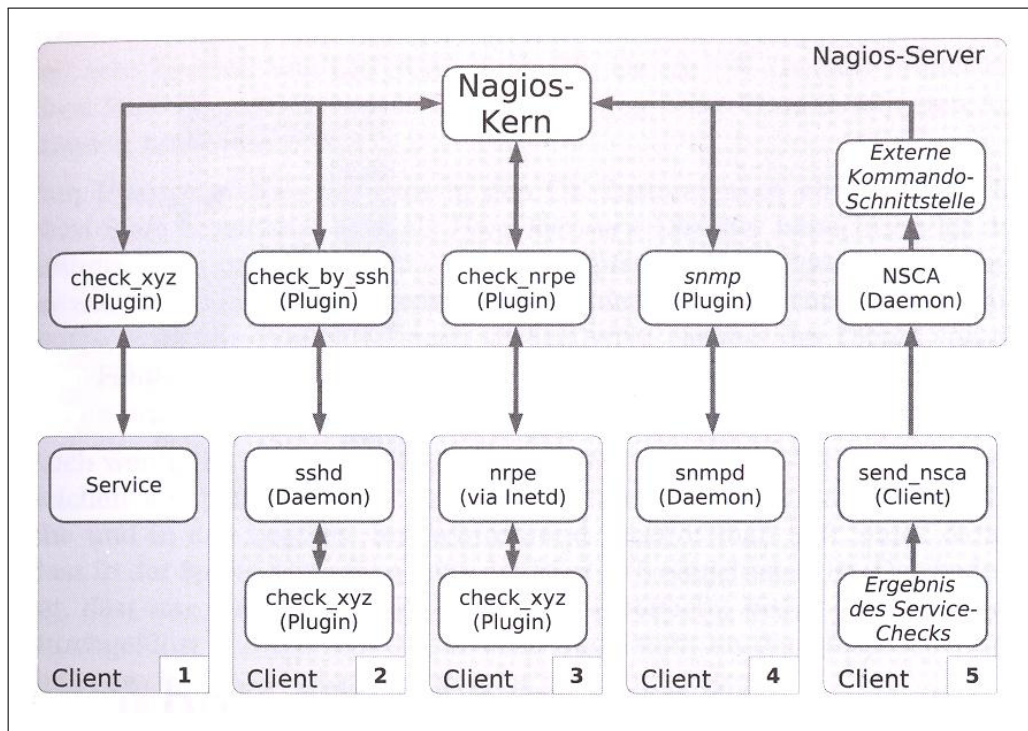 Nagios-Server
Nagios-
Kern
Externe
Kommando-
Schnittstelle
check_xyz
(Plugin)
check_by_ssh
(Plugin)
check_nrpe
(Plugin)
snmp
(Plugin)
NSCA
(Daemon)
Service
sshd
(Daemon)
nrpe
(via Inetd)
snmpd
(Daemon)
send_nsca
(Client)
check_xyz
(Plugin)
check_xyz
(Plugin)
Ergebnis
des Service-
Checks
Client 1
Client 2
Client 3
Client 4
Client 5